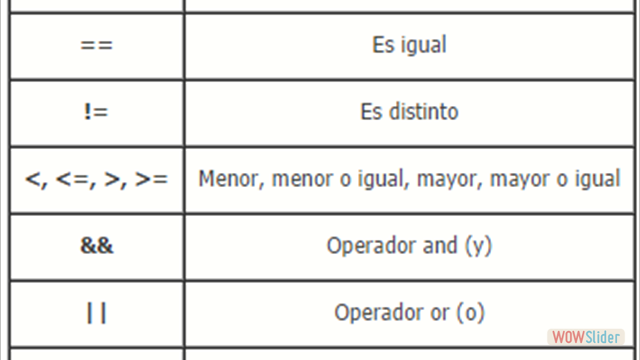 == Es igual
!= Es distinto
<, <=, >, >= Menor, menor o igual, mayor, mayor o igual
&& Operador and (y)
|| Operador or (o)
WOWSlider